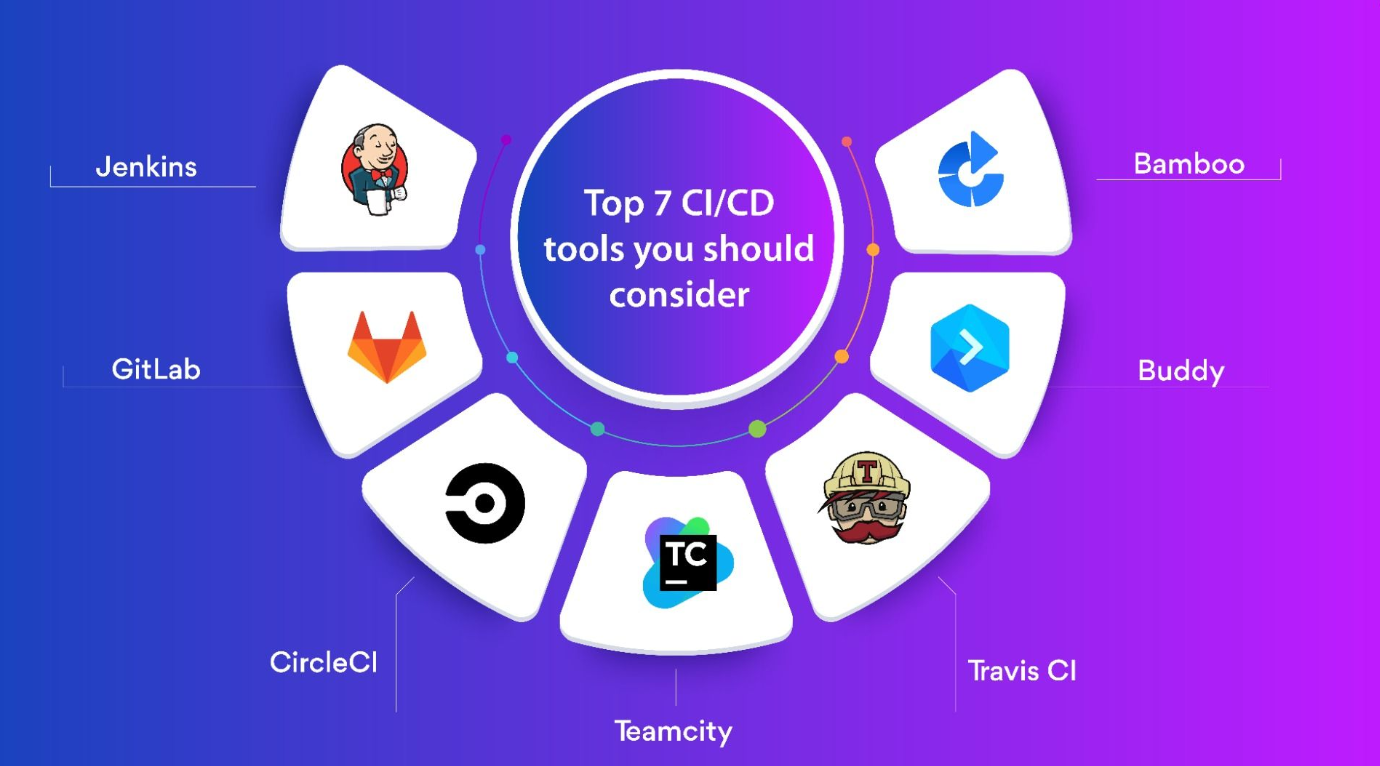 Top 7 CI/CD
tools you should
consider
Jenkins
GitLab
CircleCI
TC
Teamcity
T
Travis CI
Buddy
Bamboo